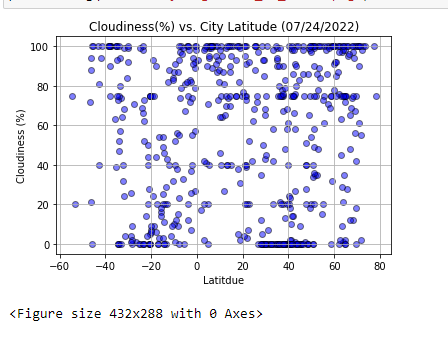 Cloudiness(%) vs. City Latitude (07/24/2022)
100
80
60
40
20
0
Cloudiness (%)
−60 −40 −20 0 20 40 60 80
Latitdue
<Figure size 432x288 with 0 Axes>